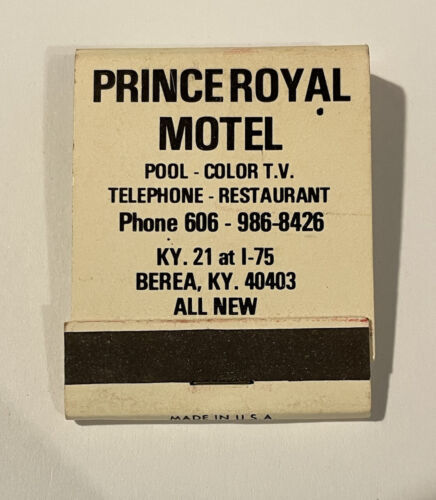 PRINCE ROYAL
MOTEL
POOL - COLOR T.V.
TELEPHONE - RESTAURANT
Phone 606 - 986-8426
KY. 21 at I-75
BEREA, KY. 40403
ALL NEW
MADE IN U.S.A